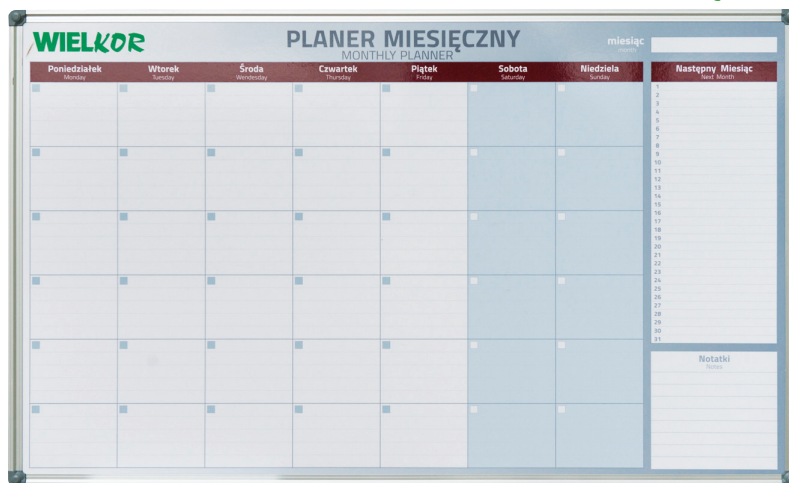 WIELKOR
PLANER MIESIĘCZNY
MONTHLY PLANNER
miesiąc
month
Poniedziałek
Monday
Wtorek
Tuesday
Środa
Wendesday
Czwartek
Thursday
Piątek
Friday
Sobota
Saturday
Niedziela
Sunday
Następny Miesiąc
Next Month
1
2
3
4
5
6
7
8
9
10
11
12
13
14
15
16
17
18
19
20
21
22
23
24
25
26
27
28
29
30
31
Notatki
Notes